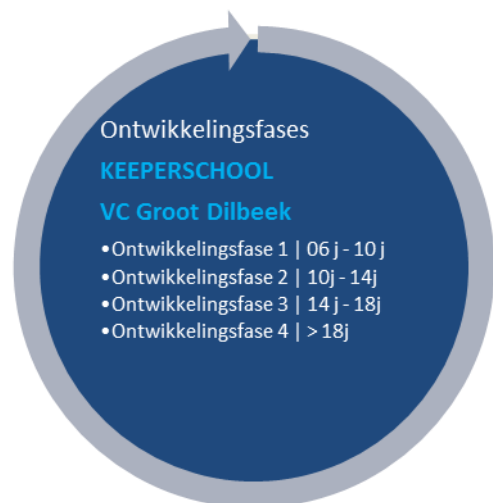 Ontwikkelingsfases
KEEPERSCHOOL
VC Groot Dilbeek
•Ontwikkelingsfase 1 | 06 j - 10 j
•Ontwikkelingsfase 2 | 10j - 14j
•Ontwikkelingsfase 3 | 14 j - 18j
•Ontwikkelingsfase 4 | > 18j